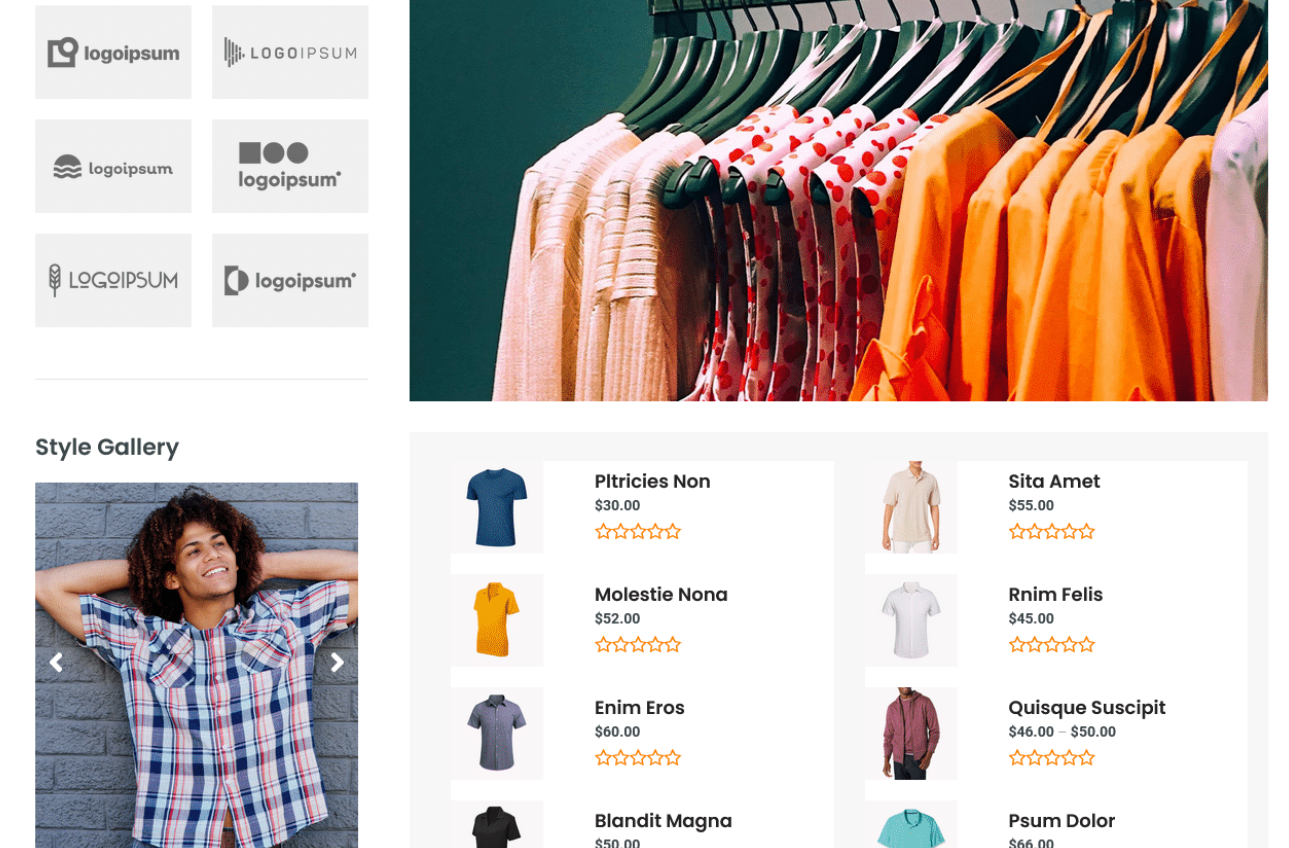 logoipsum
LOGOIPSUM
logoipsum
logoipsum
LOGOIPSUM
logoipsum
Style Gallery
Pltricies Non
$30.00
Sita Amet
$55.00
Molestie Nona
$52.00
Rnim Felis
$45.00
Enim Eros
$60.00
Quisque Suscipit
$46.00 – $50.00
Blandit Magna
$50.00
Psum Dolor
$66.00